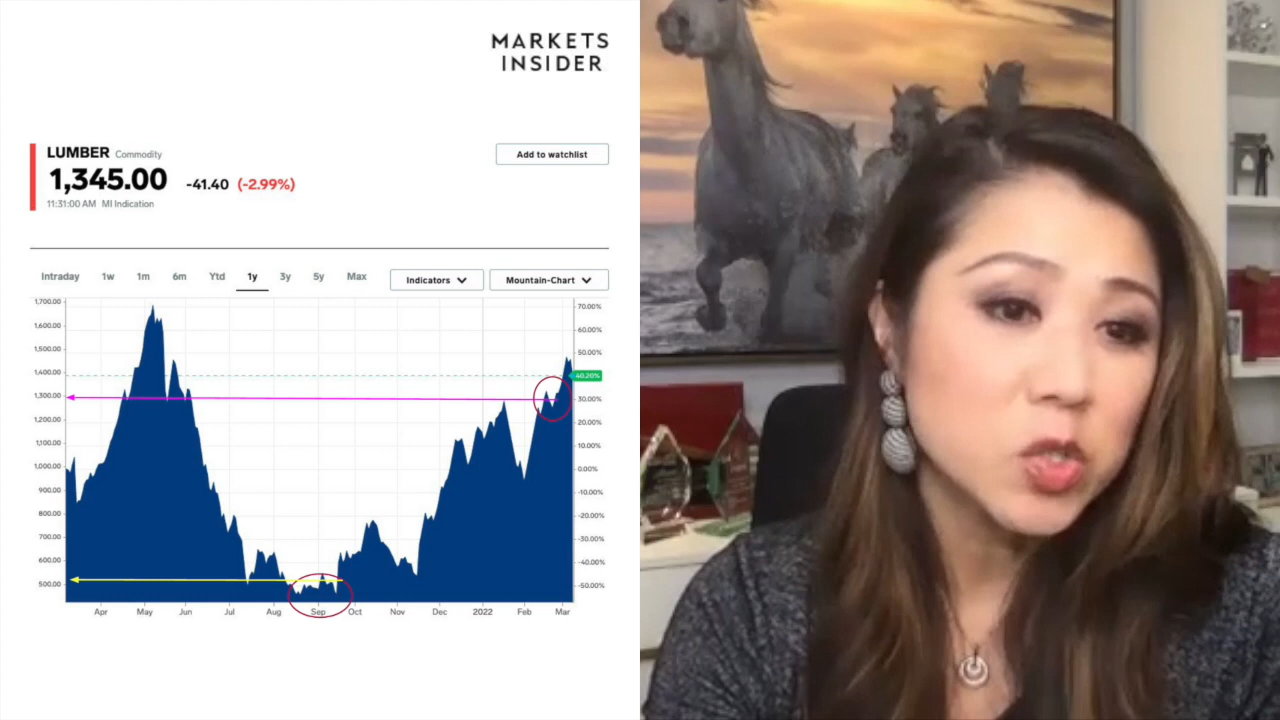 MARKETS
INSIDER
LUMBER Commodity
Add to watchlist
1,345.00 -41.40 (-2.99%)
11:31:00 AM MI Indication
Intraday 1w 1m 6m Ytd 1y 3y 5y Max Indicators Mountain-Chart
1,700.00 70.00%
1,600.00 60.00%
1,500.00 50.00%
1,400.00 40.20%
1,300.00 30.00%
1,200.00 20.00%
1,100.00 10.00%
1,000.00 0.00%
900.00 -10.00%
800.00 -20.00%
700.00 -30.00%
600.00 -40.00%
500.00 -50.00%
Apr May Jun Jul Aug Sep Oct Nov Dec 2022 Feb Mar